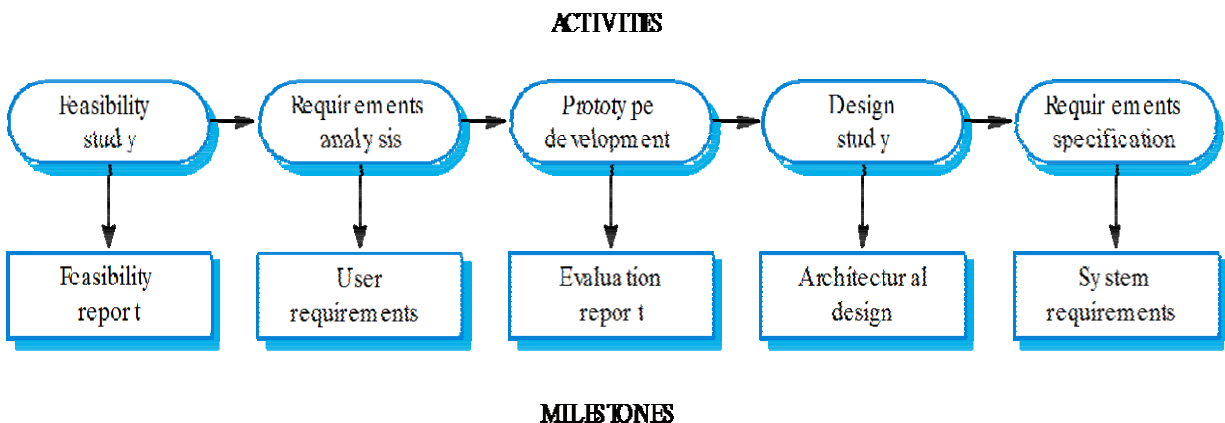 ACTIVITIES
Feasibility
study
Requirements
analysis
Prototype
development
Design
study
Requirements
specification
Feasibility
report
User
requirements
Evaluation
report
Architectural
design
System
requirements
MILESTONES